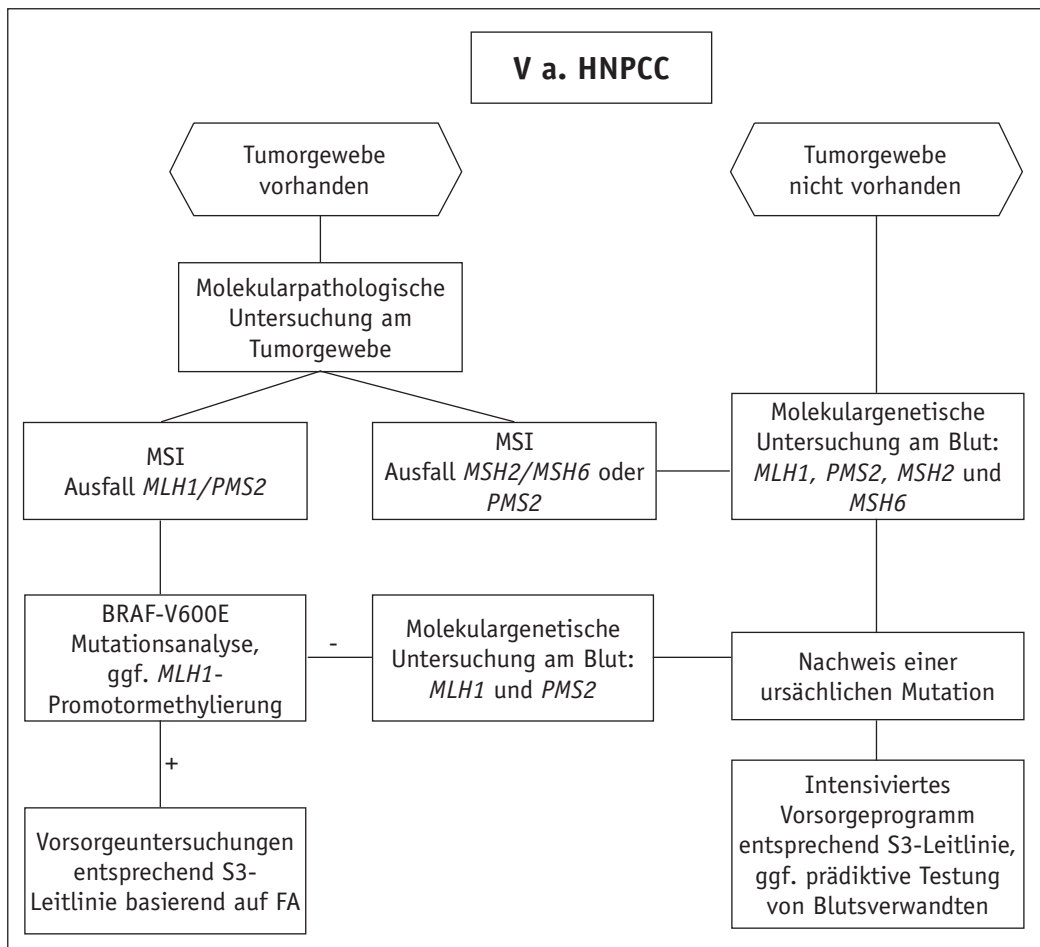 V a. HNPCC
Tumorgewebe
vorhanden
Tumorgewebe
nicht vorhanden
Molekularpathologische
Untersuchung am
Tumorgewebe
MSI
Ausfall MLH1/PMS2
MSI
Ausfall MSH2/MSH6 oder
PMS2
Molekulargenetische
Untersuchung am Blut:
MLH1, PMS2, MSH2 und
MSH6
BRAF-V600E
Mutationsanalyse,
ggf. MLH1-
Promotormethylierung
-
Molekulargenetische
Untersuchung am Blut:
MLH1 und PMS2
Nachweis einer
ursächlichen Mutation
+
Vorsorgeuntersuchungen
entsprechend S3-
Leitlinie basierend auf FA
Intensiviertes
Vorsorgeprogramm
entsprechend S3-Leitlinie,
ggf. prädiktive Testung
von Blutsverwandten